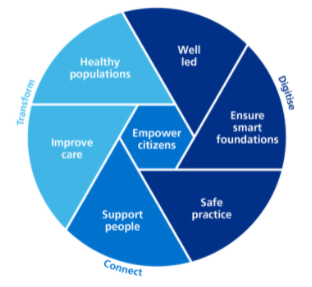 Well
led
Digitise
Ensure
smart
foundations
Safe
practice
Connect
Support
people
Improve
care
Transform
Healthy
populations
Empower
citizens